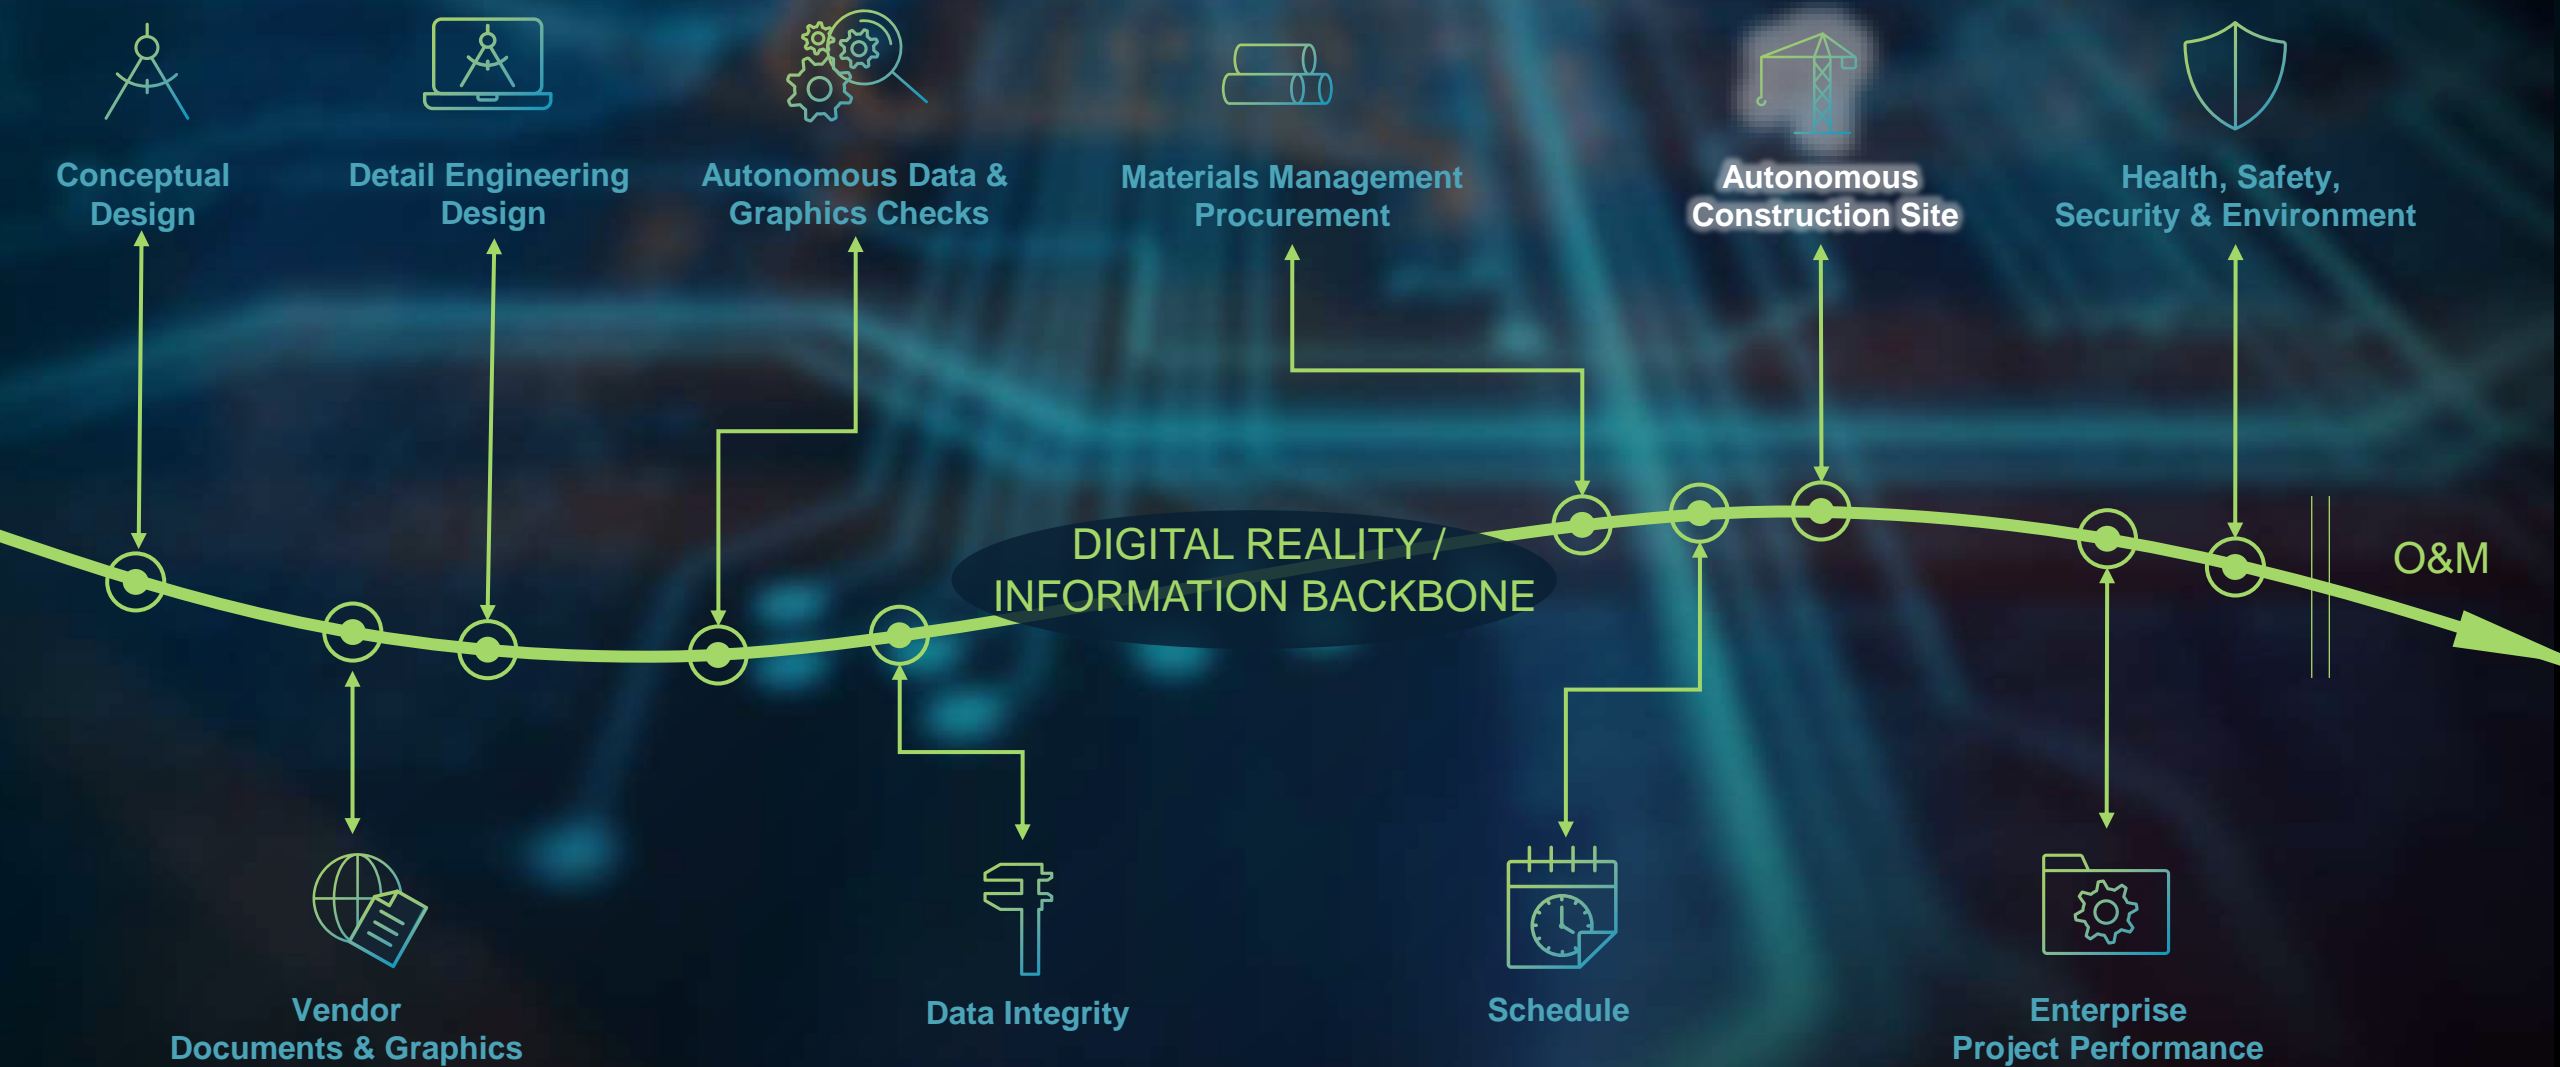 Conceptual
Design
Detail Engineering
Design
Autonomous Data &
Graphics Checks
Materials Management
Procurement
Autonomous
Construction Site
Health, Safety,
Security & Environment
DIGITAL REALITY /
INFORMATION BACKBONE
O&M
Vendor
Documents & Graphics
Data Integrity
Schedule
Enterprise
Project Performance